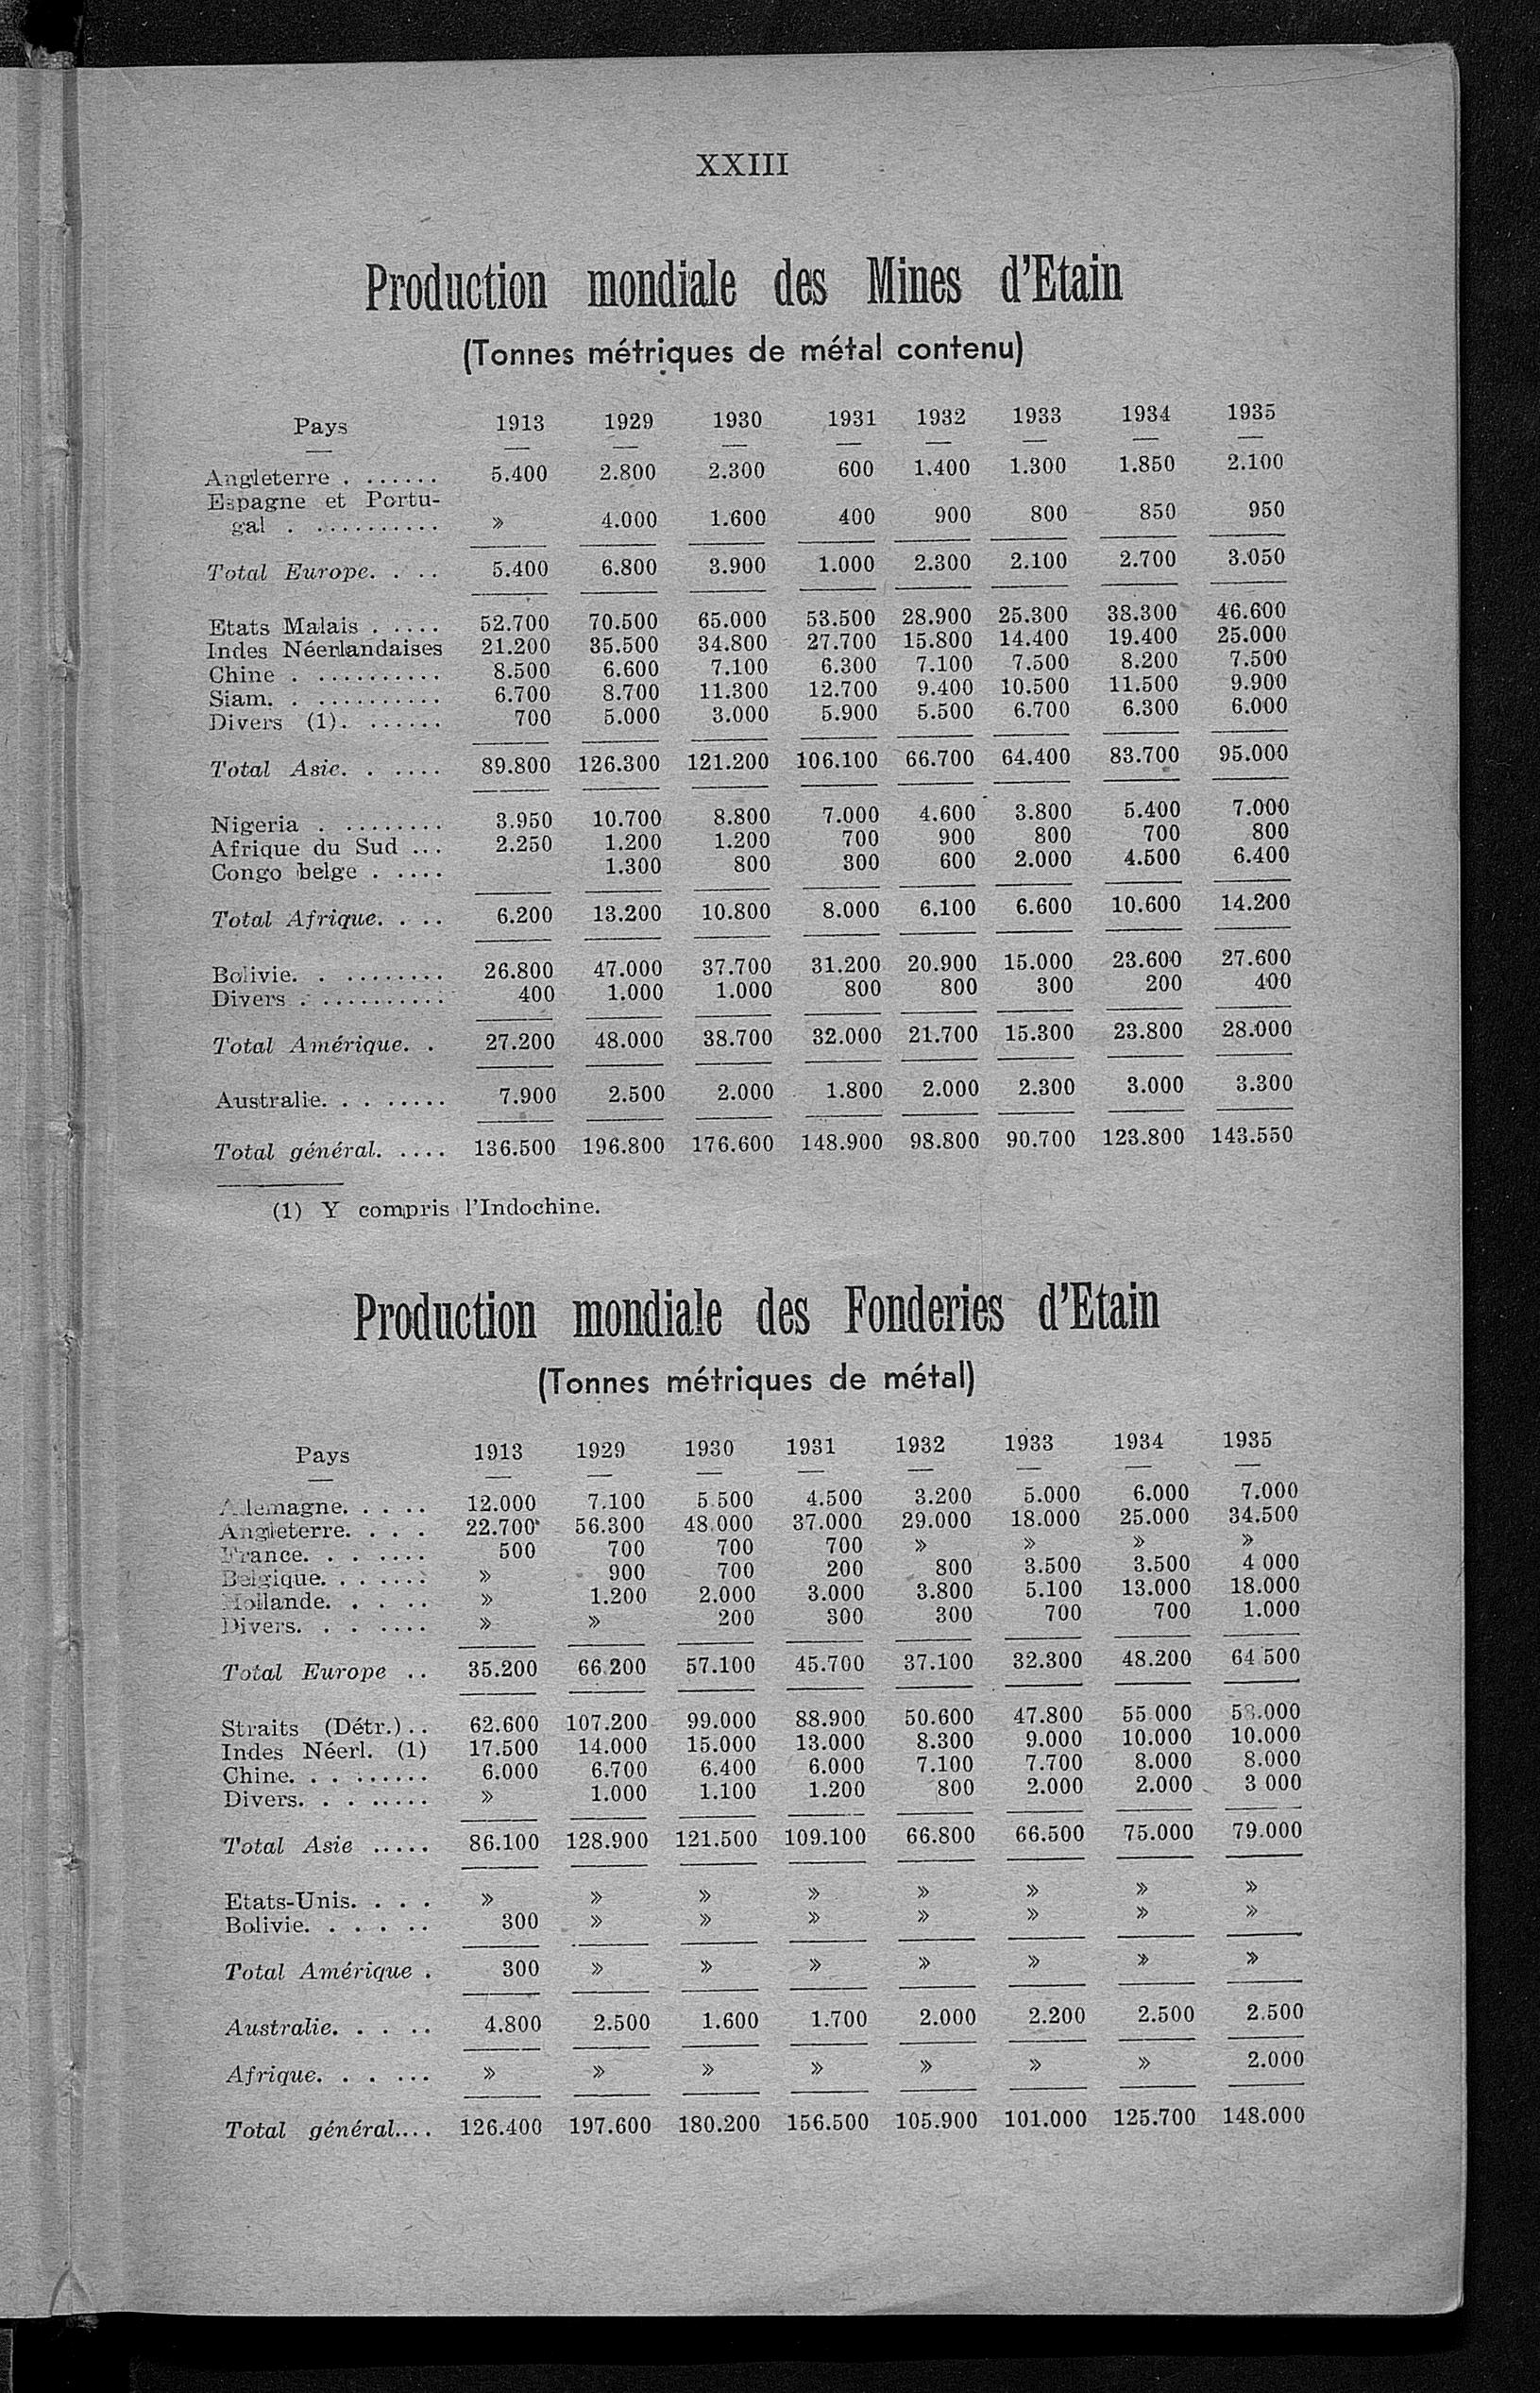 XXIII
Production mondiale des Mines d'Etain
(Tonnes métriques de métal contenu)
Pays 1913 1929 1930 1931 1932 1933 1934 1935
Angleterre . ...... 5.400 2.800 2.300 600 1.400 1.300 1.850 2.100
Espagne et Portu-
gal . .......... » 4.000 1.600 400 900 800 850 950
Total Europe. . .. 5.400 6.800 3.900 1.000 2.300 2.100 2.700 3.050
Etats Malais . .... 52.700 70.500 65.000 53.500 28.900 25.300 38.300 46.600
Indes Néerlandaises 21.200 35.500 34.800 27.700 15.800 14.400 19.400 25.000
Chine . .......... 8.500 6.600 7.100 6.300 7.100 7.500 8.200 7.500
Siam. . .......... 6.700 8.700 11.300 12.700 9.400 10.500 11.500 9.900
Divers (1). ...... 700 5.000 3.000 5.900 5.500 6.700 6.300 6.000
Total Asie. . .... 89.800 126.300 121.200 106.100 66.700 64.400 83.700 95.000
Nigeria . ........ 3.950 10.700 8.800 7.000 4.600 3.800 5.400 7.000
Afrique du Sud ... 2.250 1.200 1.200 700 900 800 700 800
Congo belge . .... 1.300 800 300 600 2.000 4.500 6.400
Total Afrique. . .. 6.200 13.200 10.800 8.000 6.100 6.600 10.600 14.200
Bolivie. . ........ 26.800 47.000 37.700 31.200 20.900 15.000 23.600 27.600
Divers . .......... 400 1.000 1.000 800 800 300 200 400
Total Amérique. . 27.200 48.000 38.700 32.000 21.700 15.300 23.800 28.000
Australie. . ...... 7.900 2.500 2.000 1.800 2.000 2.300 3.000 3.300
Total général. .... 136.500 196.800 176.600 148.900 98.800 90.700 123.800 143.550
(1) Y compris l'Indochine.
Production mondiale des Fonderies d'Etain
(Tonnes métriques de métal)
Pays 1913 1929 1930 1931 1932 1933 1934 1935
Allemagne. . . .. 12.000 7.100 5.500 4.500 3.200 5.000 6.000 7.000
Angleterre. . . . 22.700 56.300 48.000 37.000 29.000 18.000 25.000 34.500
France. . . .... 500 700 700 700 » » » »
Belgique. . ..... » 900 700 200 800 3.500 3.500 4 000
Hollande. . . .. » 1.200 2.000 3.000 3.800 5.100 13.000 18.000
Divers. . . .... » » 200 300 300 700 700 1.000
Total Europe .. 35.200 66.200 57.100 45.700 37.100 32.300 48.200 64 500
Straits (Détr.).. 62.600 107.200 99.000 88.900 50.600 47.800 55 000 58.000
Indes Néerl. (1) 17.500 14.000 15.000 13.000 8.300 9.000 10.000 10.000
Chine. . . ....... 6.000 6.700 6.400 6.000 7.100 7.700 8.000 8.000
Divers. . . ...... » 1.000 1.100 1.200 800 2.000 2.000 3 000
Total Asie ..... 86.100 128.900 121.500 109.100 66.800 66.500 75.000 79.000
Etats-Unis. . . . » » » » » » » »
Bolivie. . . . .. 300 » » » » » » »
Total Amérique . 300 » » » » » » »
Australie. . . .. 4.800 2.500 1.600 1.700 2.000 2.200 2.500 2.500
Afrique. . . ... » » » » » » » 2.000
Total général.... 126.400 197.600 180.200 156.500 105.900 101.000 125.700 148.000